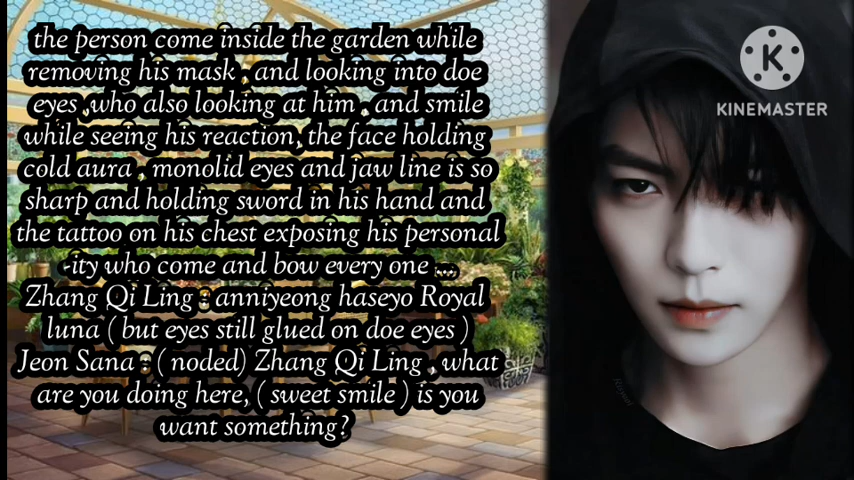 the person come inside the garden while
removing his mask , and looking into doe
eyes ,who also looking at him , and smile
while seeing his reaction, the face holding
cold aura , monolid eyes and jaw line is so
sharp and holding sword in his hand and
the tattoo on his chest exposing his personal
-ity who come and bow every one ...
Zhang Qi Ling : anniyeong haseyo Royal
luna ( but eyes still glued on doe eyes )
Jeon Sana : ( noded) Zhang Qi Ling , what
are you doing here, ( sweet smile ) is you
want something?
KINEMASTER